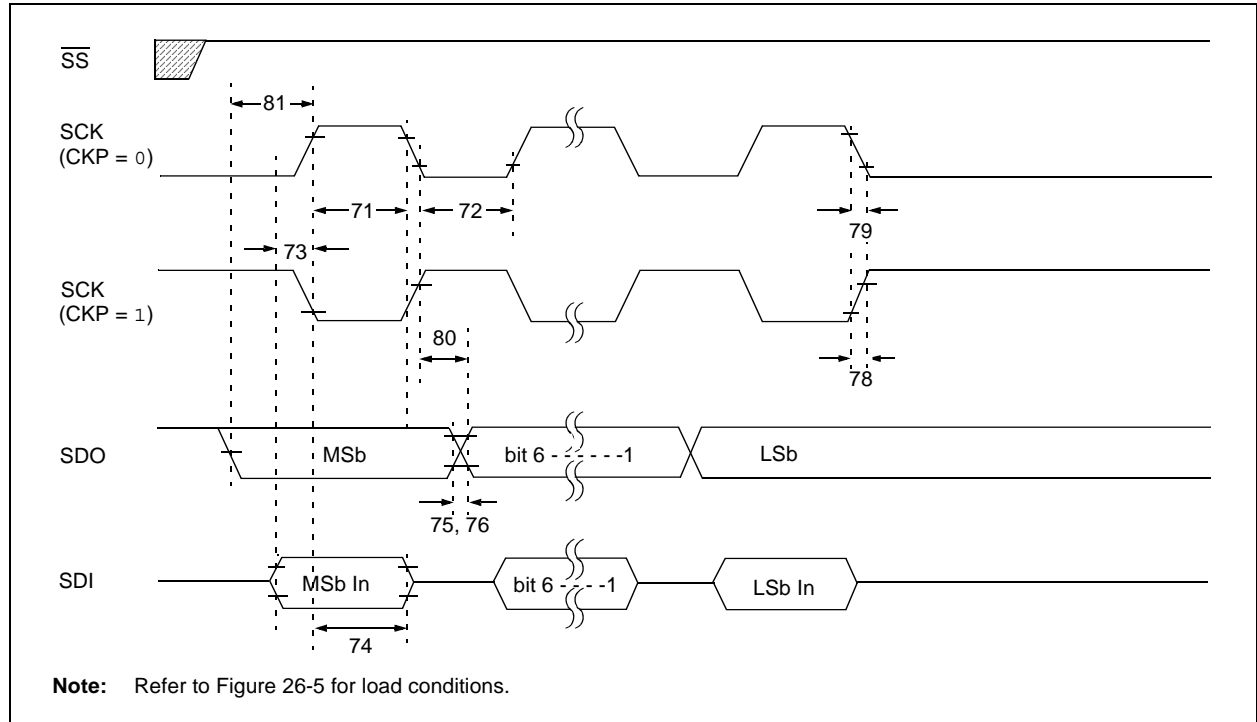 SS
81
SCK
(CKP = 0)
71
72
79
73
SCK
(CKP = 1)
80
78
SDO
MSb
bit 6 - - - - - -1
LSb
75, 76
SDI
MSb In
bit 6 - - - - -1
LSb In
74
Note: Refer to Figure 26-5 for load conditions.